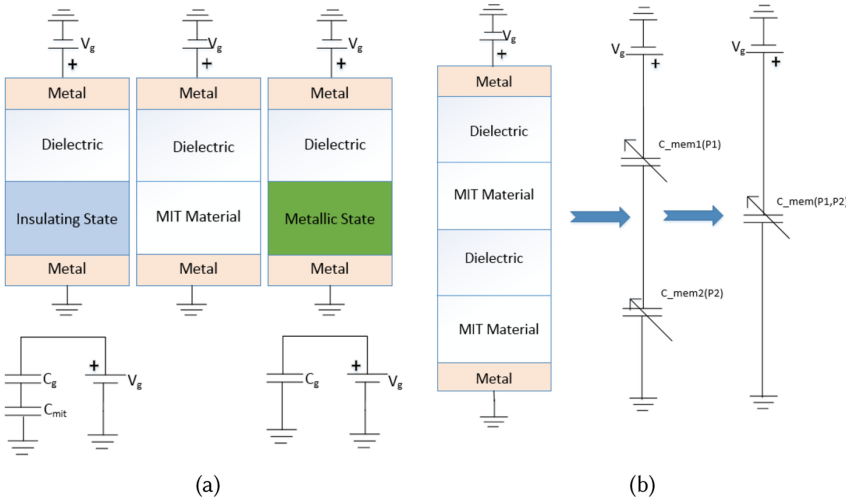 Vg
+
Metal
Dielectric
Insulating State
Metal
Vg
+
Metal
Dielectric
MIT Material
Metal
Vg
+
Metal
Dielectric
Metallic State
Metal
Cg
Cmit
+
Vg
Cg
+
Vg
(a)
Vg
+
Metal
Dielectric
MIT Material
Dielectric
MIT Material
Metal
Vg
+
C_mem1(P1)
C_mem2(P2)
Vg
+
C_mem(P1,P2)
(b)